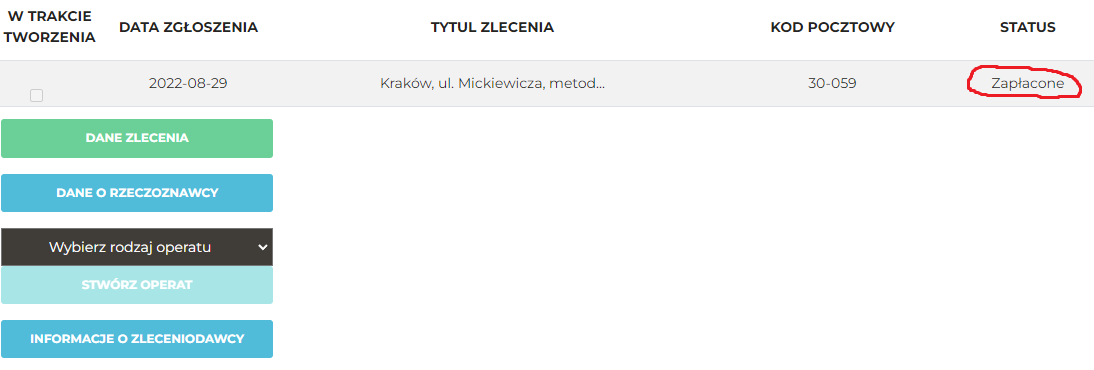 W TRAKCIE
TWORZENIA
DATA ZGŁOSZENIA
TYTUL ZLECENIA
KOD POCZTOWY
STATUS
2022-08-29
Kraków, ul. Mickiewicza, metod...
30-059
Zapłacone
DANE ZLECENIA
DANE O RZECZOZNAWCY
Wybierz rodzaj operatu
STWÓRZ OPERAT
INFORMACJE O ZLECENIODAWCY